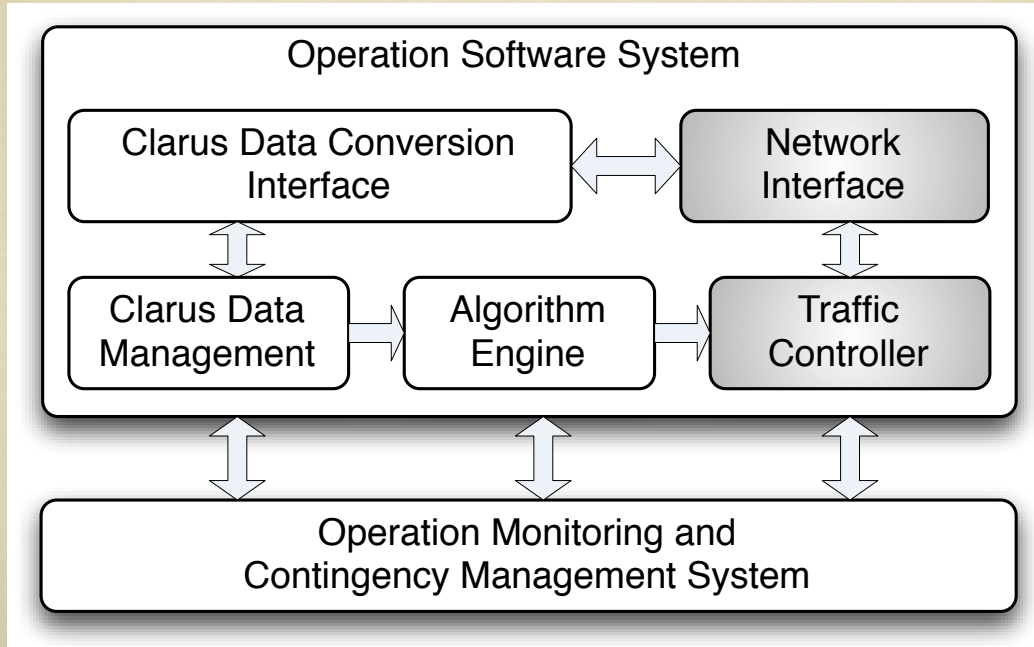 Operation Software System
Clarus Data Conversion
Interface
Network
Interface
Clarus Data
Management
Algorithm
Engine
Traffic
Controller
Operation Monitoring and
Contingency Management System